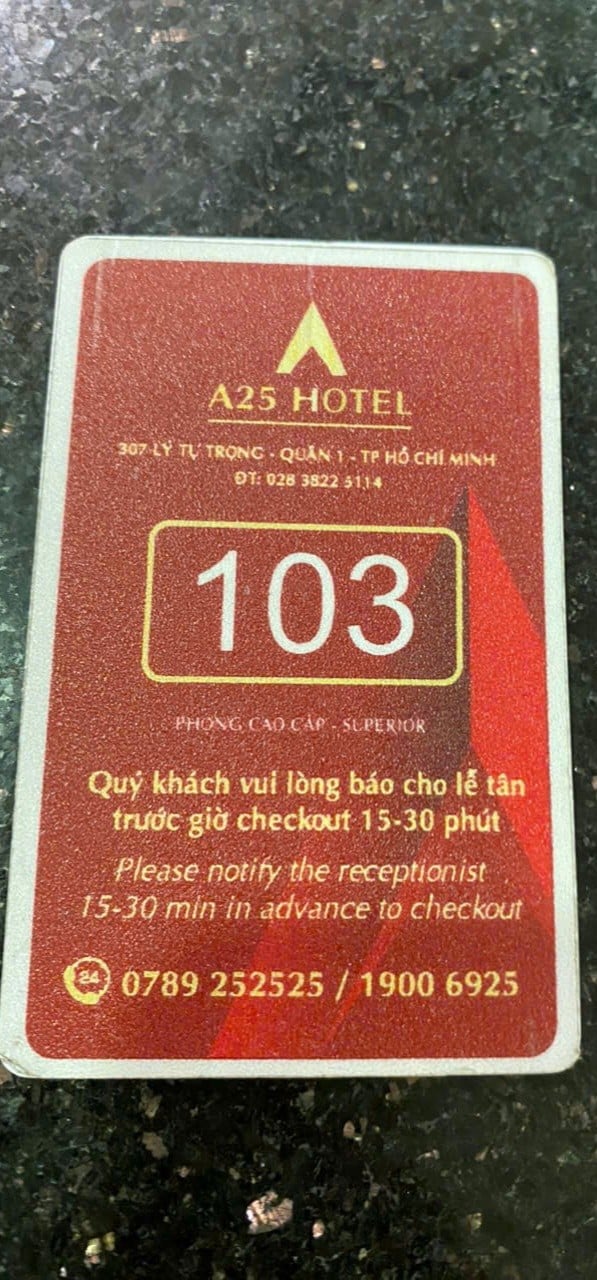 A25 HOTEL
307 LÝ TỰ TRỌNG - QUẬN 1 - TP HỒ CHÍ MINH
ĐT: 028 3822 5114
103
PHÒNG CAO CẤP - SUPERIOR
Quý khách vui lòng báo cho lễ tân
trước giờ checkout 15-30 phút
Please notify the receptionist
15-30 min in advance to checkout
24 0789 252525 / 1900 6925